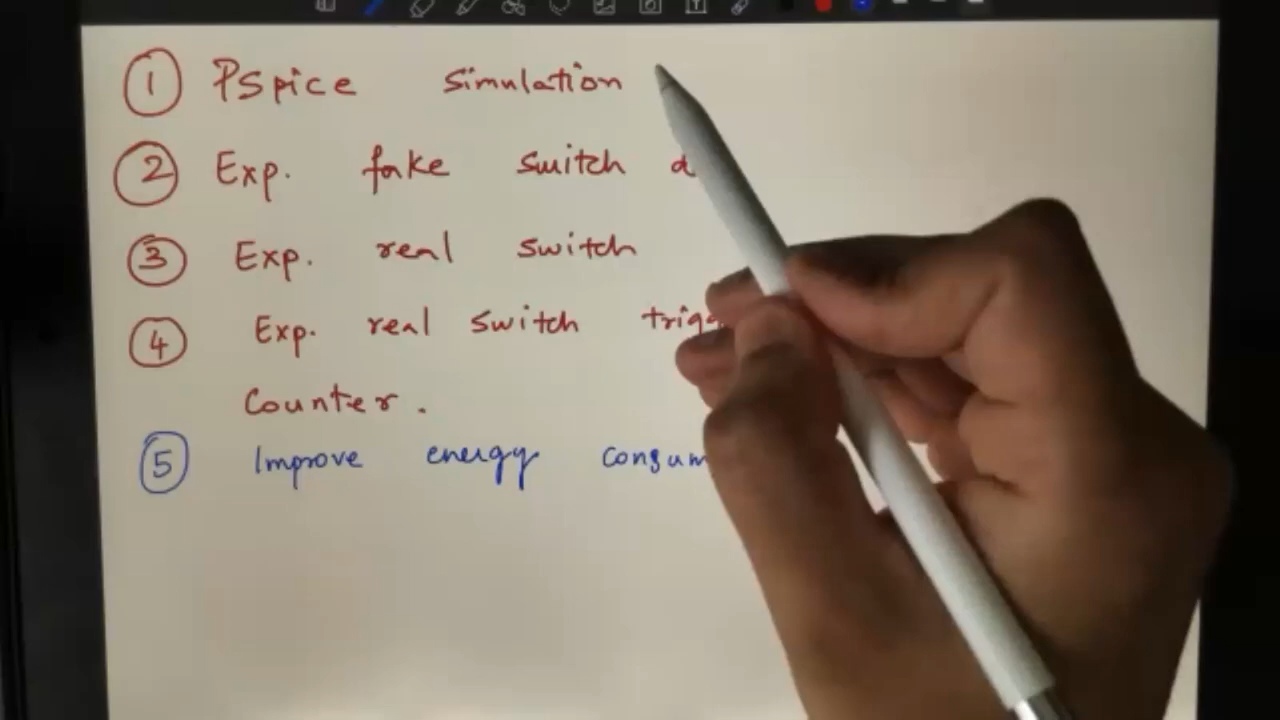 1 PSpice Simulation
2 Exp. fake switch
3 Exp. real switch
4 Exp. real switch
Counter.
5 Improve energy